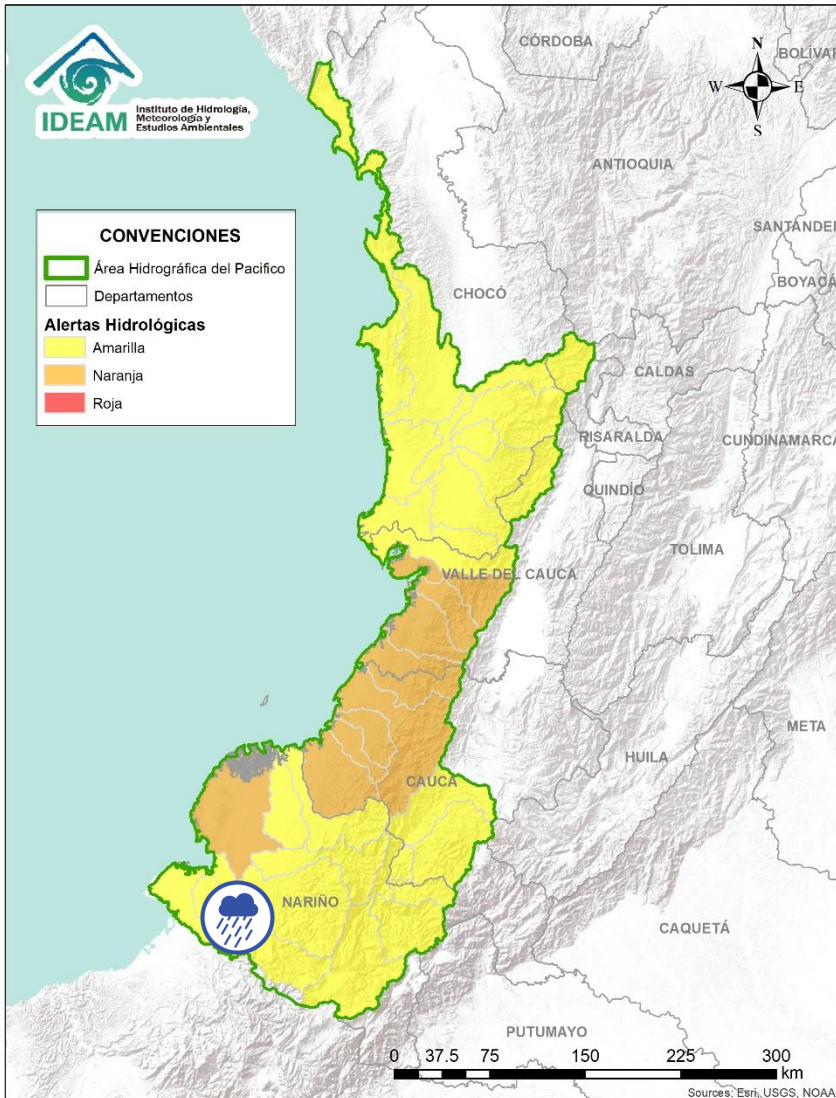 IDEAM
Instituto de Hidrología,
Meteorología y
Estudios Ambientales
CÓRDOBA
BOLÍVAR
N
W
E
S
ANTIOQUIA
SANTANDER
BOYACÁ
CONVENCIONES
Área Hidrográfica del Pacifico
Departamentos
Alertas Hidrológicas
Amarilla
Naranja
Roja
CHOCÓ
CALDAS
RISARALDA
CUNDINAMARCA
QUINDÍO
TOLIMA
VALLE DEL CAUCA
META
HUILA
CAUCA
NARIÑO
CAQUETÁ
PUTUMAYO
0 37.5 75 150 225 300
km
Sources: Esri, USGS, NOAA